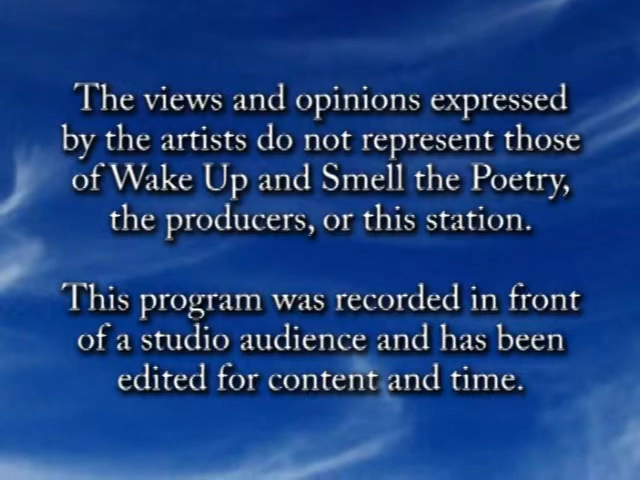 The views and opinions expressed
by the artists do not represent those
of Wake Up and Smell the Poetry,
the producers, or this station.
This program was recorded in front
of a studio audience and has been
edited for content and time.